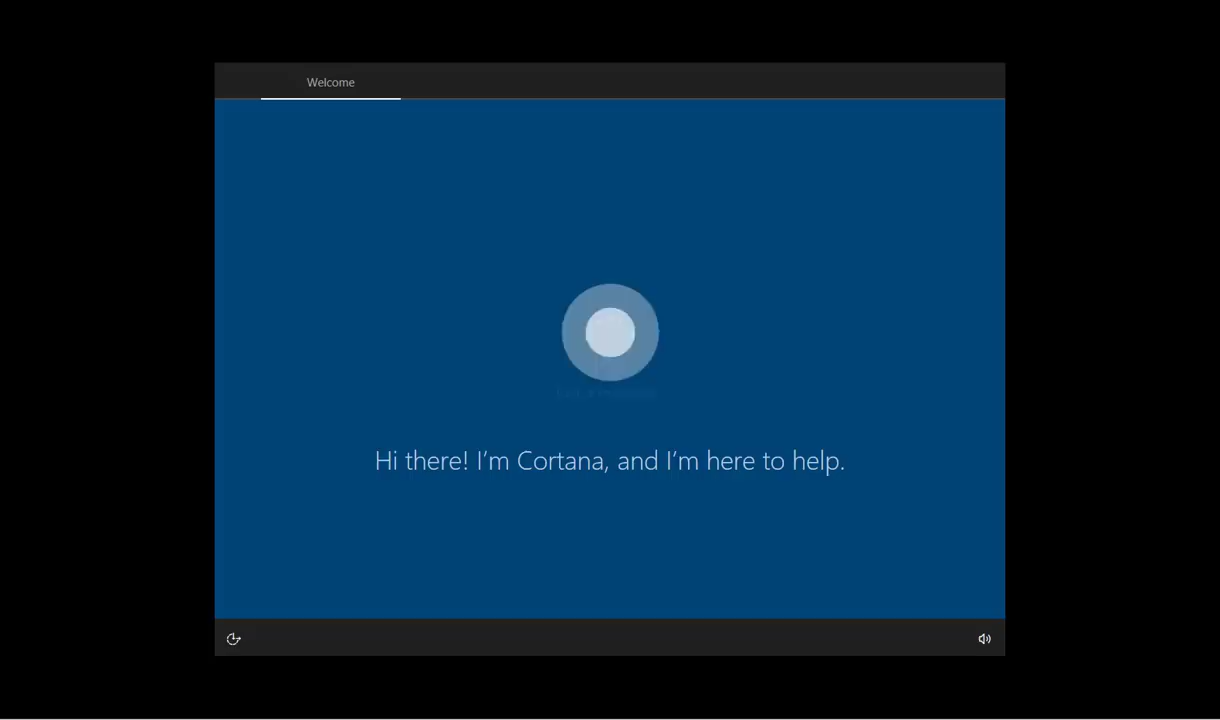 Welcome
Hi there! I’m Cortana, and I’m here to help.